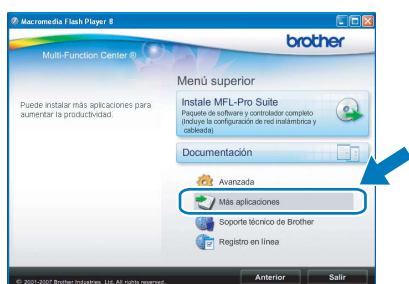 Macromedia Flash Player 8
brother
Multi-Function Center ®
Menú superior
Puede instalar más aplicaciones para
aumentar la productividad.
Instale MFL-Pro Suite
Paquete de software y controlador completo
(Incluye la configuración de red inalámbrica y
cableada)
Documentación
Avanzada
Más aplicaciones
Soporte técnico de Brother
Registro en línea
© 2001-2007 Brother Industries, Ltd. All rights reserved.
Anterior
Salir